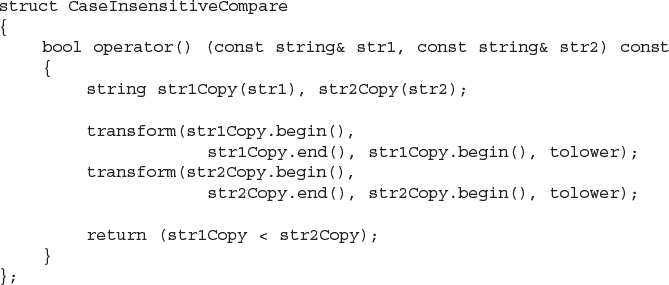 struct CaseInsensitiveCompare
{
    bool operator() (const string& str1, const string& str2) const
    {
        string str1Copy(str1), str2Copy(str2);

        transform(str1Copy.begin(),
                    str1Copy.end(), str1Copy.begin(), tolower);
        transform(str2Copy.begin(),
                    str2Copy.end(), str2Copy.begin(), tolower);

        return (str1Copy < str2Copy);
    }
};